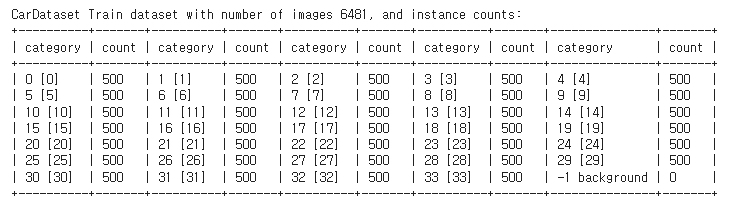 CarDataset Train dataset with number of images 6481, and instance counts:
+----------+-------+----------+-------+----------+-------+----------+-------+---------------+-------+
| category | count | category | count | category | count | category | count | category | count |
+----------+-------+----------+-------+----------+-------+----------+-------+---------------+-------+
| 0 [0] | 500 | 1 [1] | 500 | 2 [2] | 500 | 3 [3] | 500 | 4 [4] | 500 |
| 5 [5] | 500 | 6 [6] | 500 | 7 [7] | 500 | 8 [8] | 500 | 9 [9] | 500 |
| 10 [10] | 500 | 11 [11] | 500 | 12 [12] | 500 | 13 [13] | 500 | 14 [14] | 500 |
| 15 [15] | 500 | 16 [16] | 500 | 17 [17] | 500 | 18 [18] | 500 | 19 [19] | 500 |
| 20 [20] | 500 | 21 [21] | 500 | 22 [22] | 500 | 23 [23] | 500 | 24 [24] | 500 |
| 25 [25] | 500 | 26 [26] | 500 | 27 [27] | 500 | 28 [28] | 500 | 29 [29] | 500 |
| 30 [30] | 500 | 31 [31] | 500 | 32 [32] | 500 | 33 [33] | 500 | -1 background | 0 |
+----------+-------+----------+-------+----------+-------+----------+-------+---------------+-------+